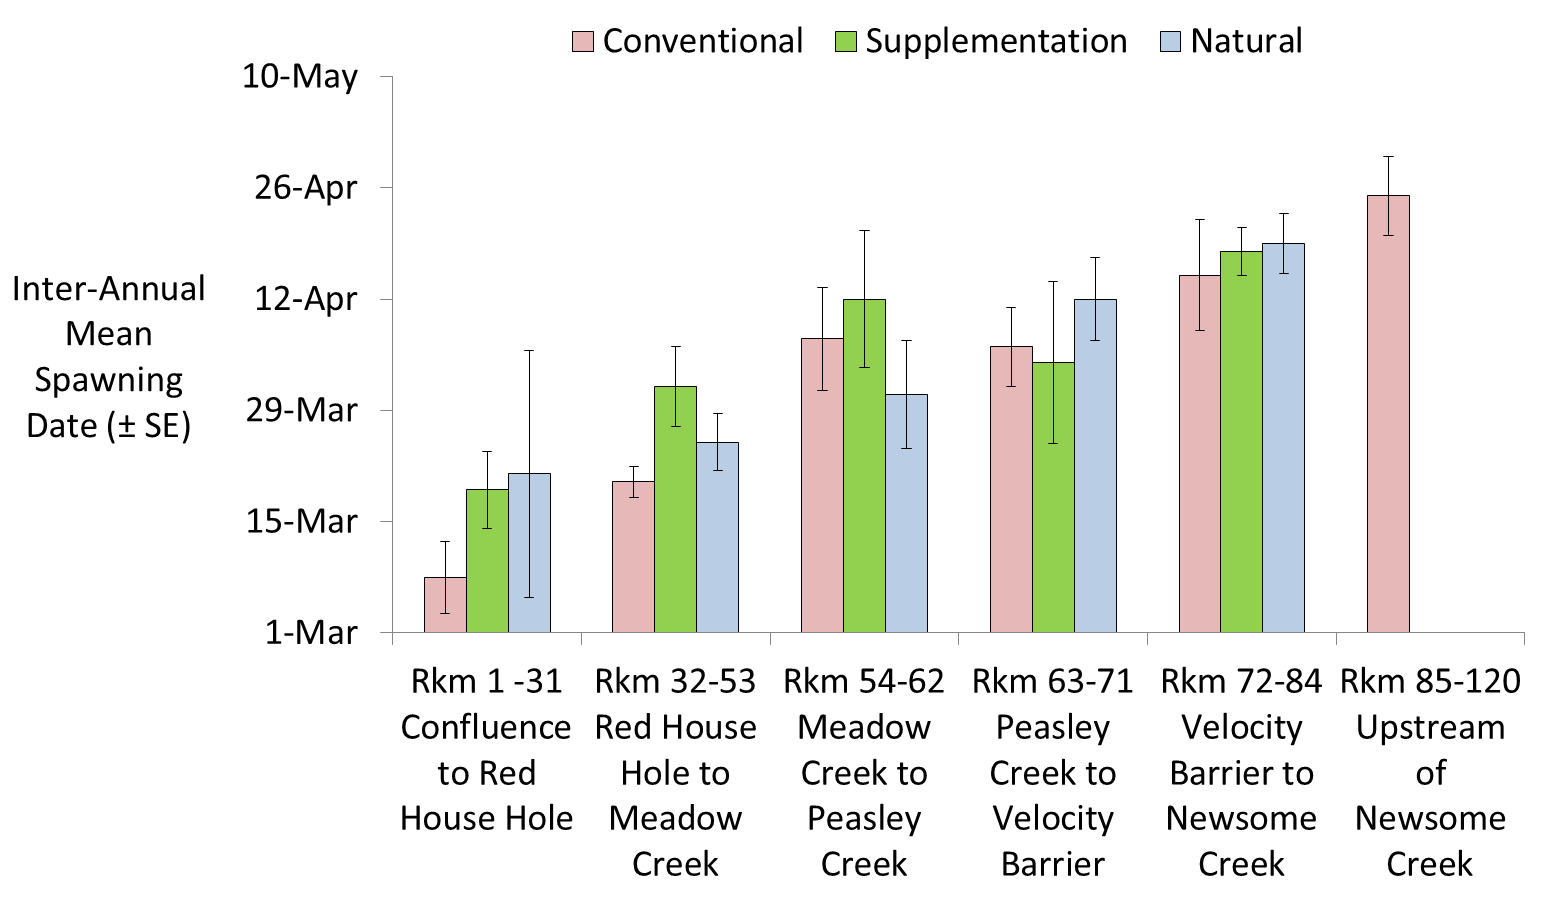 Conventional Supplementation Natural
10-May
26-Apr
12-Apr
29-Mar
15-Mar
1-Mar
Inter-Annual
Mean
Spawning
Date (± SE)
Rkm 1 -31
Confluence
to Red
House Hole
Rkm 32-53
Red House
Hole to
Meadow
Creek
Rkm 54-62
Meadow
Creek to
Peasley
Creek
Rkm 63-71
Peasley
Creek to
Velocity
Barrier
Rkm 72-84
Velocity
Barrier to
Newsome
Creek
Rkm 85-120
Upstream
of
Newsome
Creek